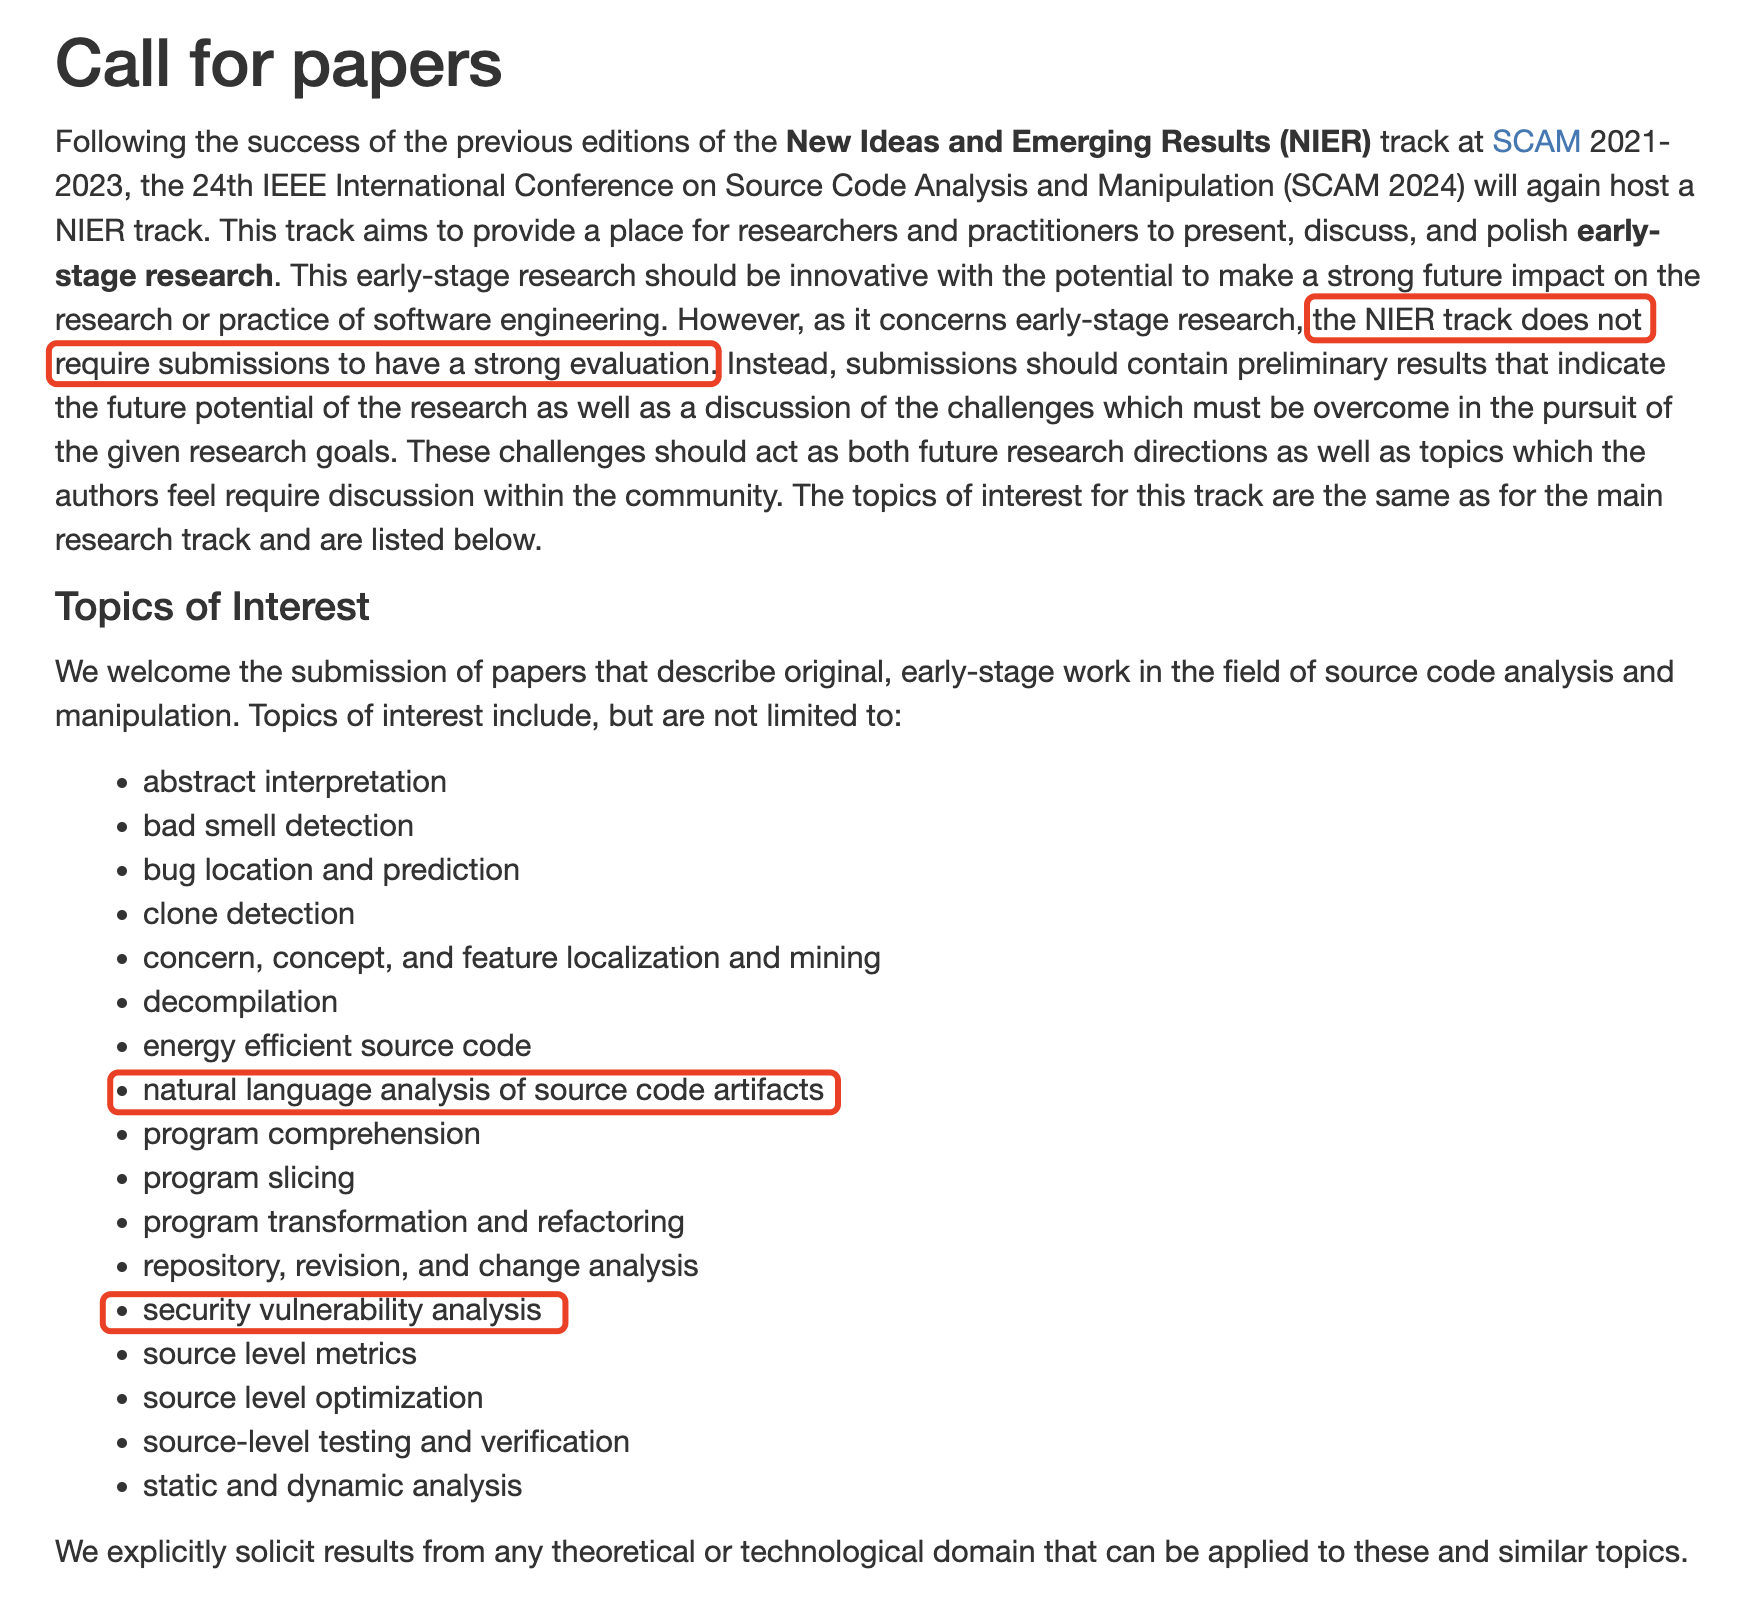 Call for papers
Following the success of the previous editions of the New Ideas and Emerging Results (NIER) track at SCAM 2021-
2023, the 24th IEEE International Conference on Source Code Analysis and Manipulation (SCAM 2024) will again host a
NIER track. This track aims to provide a place for researchers and practitioners to present, discuss, and polish early-
stage research. This early-stage research should be innovative with the potential to make a strong future impact on the
research or practice of software engineering. However, as it concerns early-stage research, the NIER track does not
require submissions to have a strong evaluation. Instead, submissions should contain preliminary results that indicate
the future potential of the research as well as a discussion of the challenges which must be overcome in the pursuit of
the given research goals. These challenges should act as both future research directions as well as topics which the
authors feel require discussion within the community. The topics of interest for this track are the same as for the main
research track and are listed below.
Topics of Interest
We welcome the submission of papers that describe original, early-stage work in the field of source code analysis and
manipulation. Topics of interest include, but are not limited to:
• abstract interpretation
• bad smell detection
• bug location and prediction
• clone detection
• concern, concept, and feature localization and mining
• decompilation
• energy efficient source code
• natural language analysis of source code artifacts
• program comprehension
• program slicing
• program transformation and refactoring
• repository, revision, and change analysis
• security vulnerability analysis
• source level metrics
• source level optimization
• source-level testing and verification
• static and dynamic analysis
We explicitly solicit results from any theoretical or technological domain that can be applied to these and similar topics.